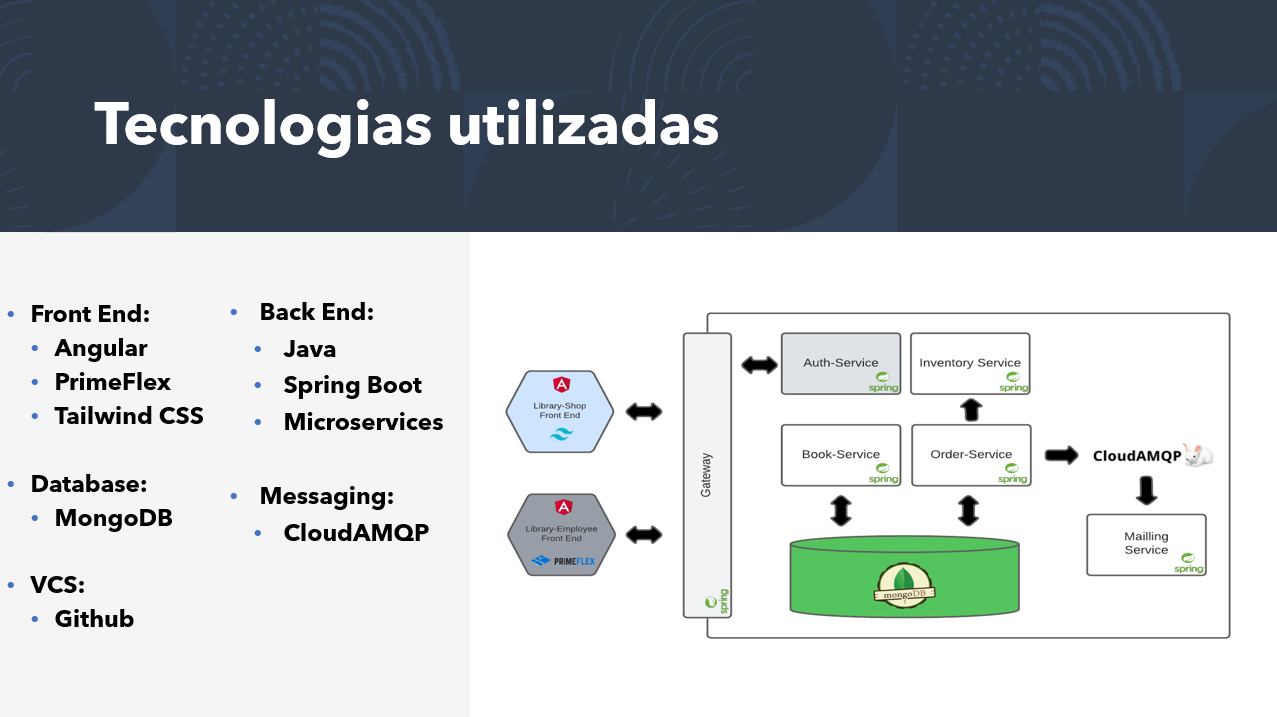 Tecnologias utilizadas
Front End:
Angular
PrimeFlex
Tailwind CSS
Database:
MongoDB
VCS:
Github
Back End:
Java
Spring Boot
Microservices
Messaging:
CloudAMQP
Library-Shop
Front End
Library-Employee
Front End
PRIMEFLEX
Gateway
spring
Auth-Service
spring
Inventory Service
spring
Book-Service
spring
Order-Service
spring
CloudAMQP
Mailling
Service
spring
mongoDB